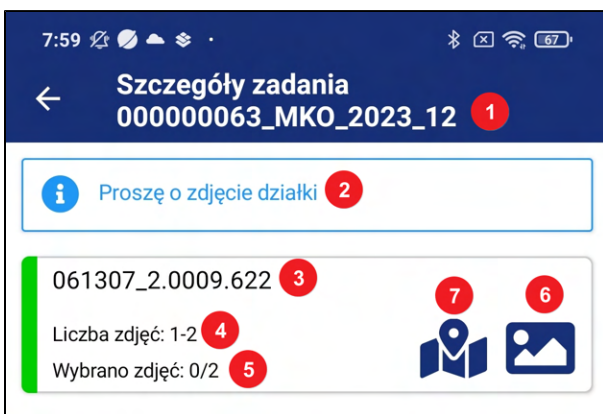 7:59 67
Szczegóły zadania
000000063_MKO_2023_12 1
Proszę o zdjęcie działki 2
061307_2.0009.622 3
7 6
Liczba zdjęć: 1-2 4
Wybrano zdjęć: 0/2 5